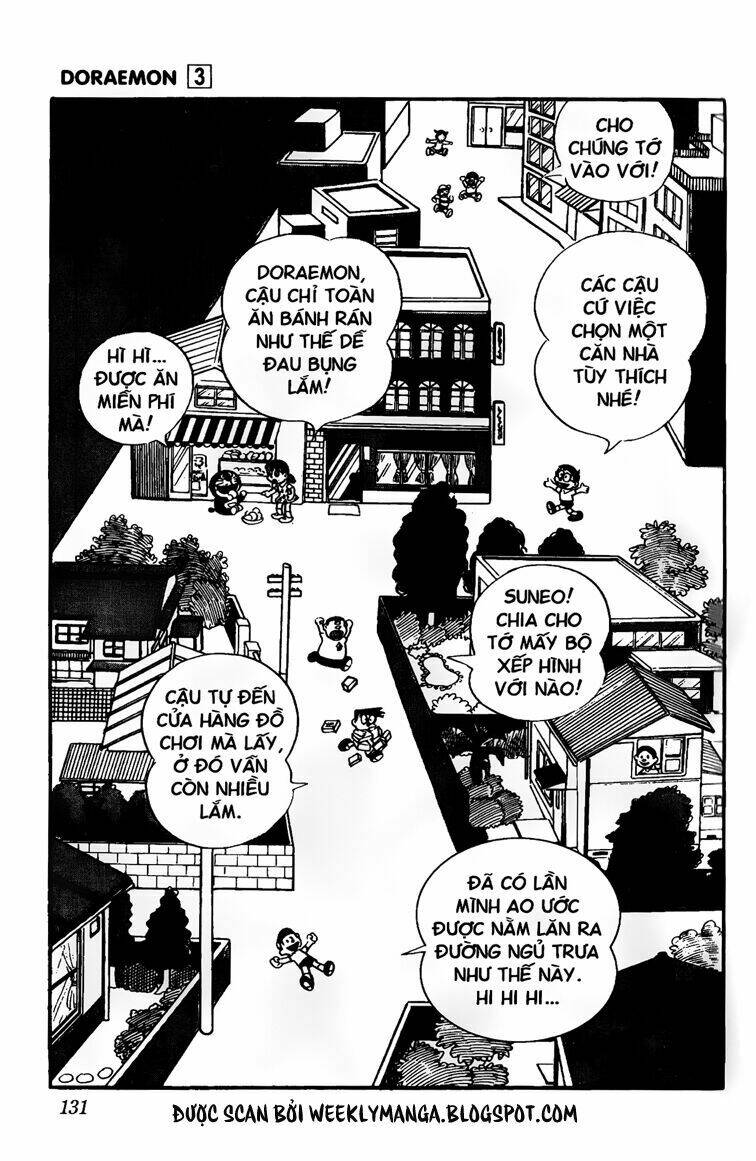 DORAEMON 3
CHO
CHÚNG TỚ
VÀO VỚI!
DORAEMON,
CẬU CHỈ TOÀN
ĂN BÁNH RÁN
NHƯ THẾ DỄ
ĐAU BỤNG
LẮM!
CÁC CẬU
CỨ VIỆC
CHỌN MỘT
CĂN NHÀ
TÙY THÍCH
NHÉ!
HÌ HÌ...
ĐƯỢC ĂN
MIỄN PHÍ
MÀ!
SUNEO!
CHIA CHO
TỚ MẤY BỘ
XẾP HÌNH
VỚI NÀO!
CẬU TỰ ĐẾN
CỬA HÀNG ĐỒ
CHƠI MÀ LẤY,
Ở ĐÓ VẪN
CÒN NHIỀU
LẮM.
ĐÃ CÓ LẦN
MÌNH AO ƯỚC
ĐƯỢC NẰM LĂN RA
ĐƯỜNG NGỦ TRƯA
NHƯ THẾ NÀY.
HI HI HI...
131
ĐƯỢC SCAN BỞI WEEKLYMANGA.BLOGSPOT.COM